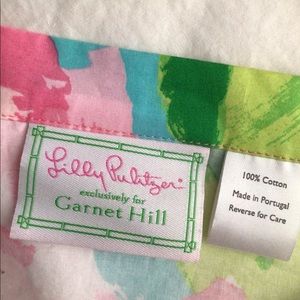 Lilly Pulitzer
exclusively for
Garnet Hill
100% Cotton
Made in Portugal
Reverse for Care